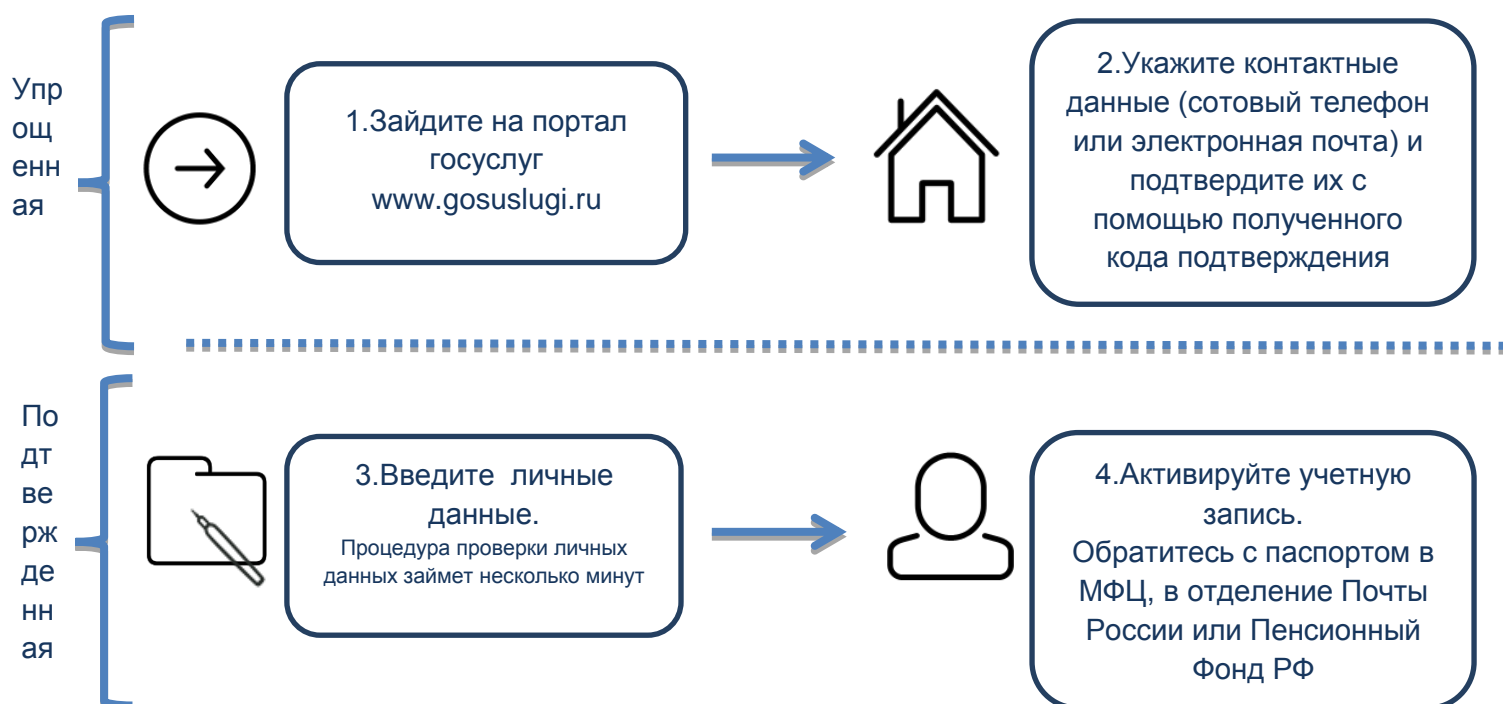 Упр
ощ
енн
ая
1.Зайдите на портал
госуслуг
www.gosuslugi.ru
2.Укажите контактные
данные (сотовый телефон
или электронная почта) и
подтвердите их с
помощью полученного
кода подтверждения
По
дт
ве
рж
де
нн
ая
3.Введите  личные
данные.
Процедура проверки личных
данных займет несколько минут
4.Активируйте учетную
запись.
Обратитесь с паспортом в
МФЦ, в отделение Почты
России или Пенсионный
Фонд РФ